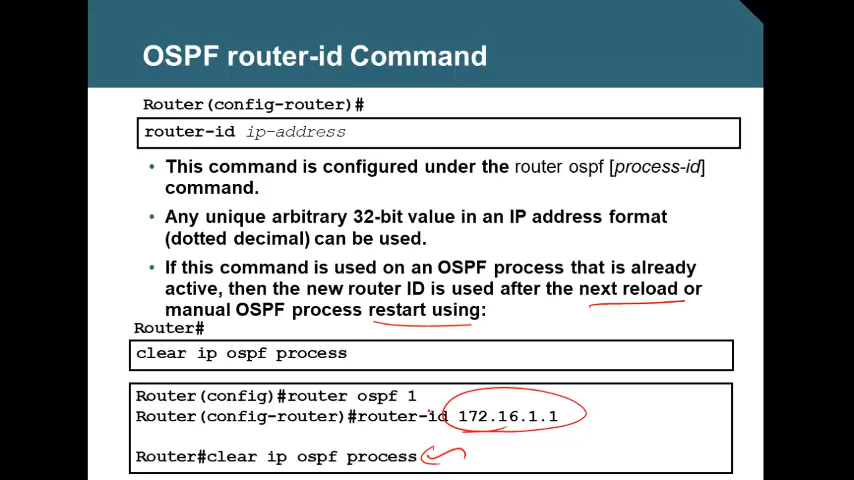 OSPF router-id Command
Router(config-router)#
router-id ip-address
• This command is configured under the router ospf [process-id]
command.
• Any unique arbitrary 32-bit value in an IP address format
(dotted decimal) can be used.
• If this command is used on an OSPF process that is already
active, then the new router ID is used after the next reload or
manual OSPF process restart using:
Router#
clear ip ospf process
Router(config)#router ospf 1
Router(config-router)#router-id 172.16.1.1
Router#clear ip ospf process